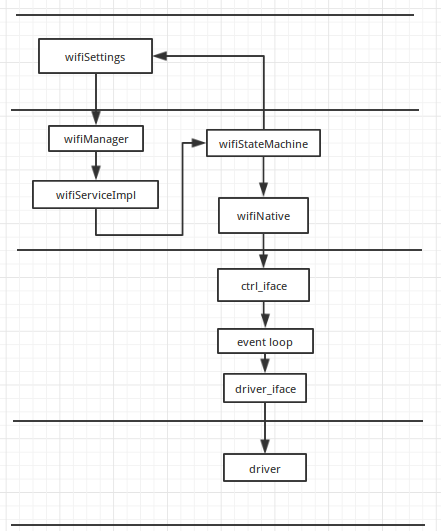 wifiSettings
wifiManager
wifiStateMachine
wifiServiceImpl
wifiNative
ctrl_iface
event loop
driver_iface
driver